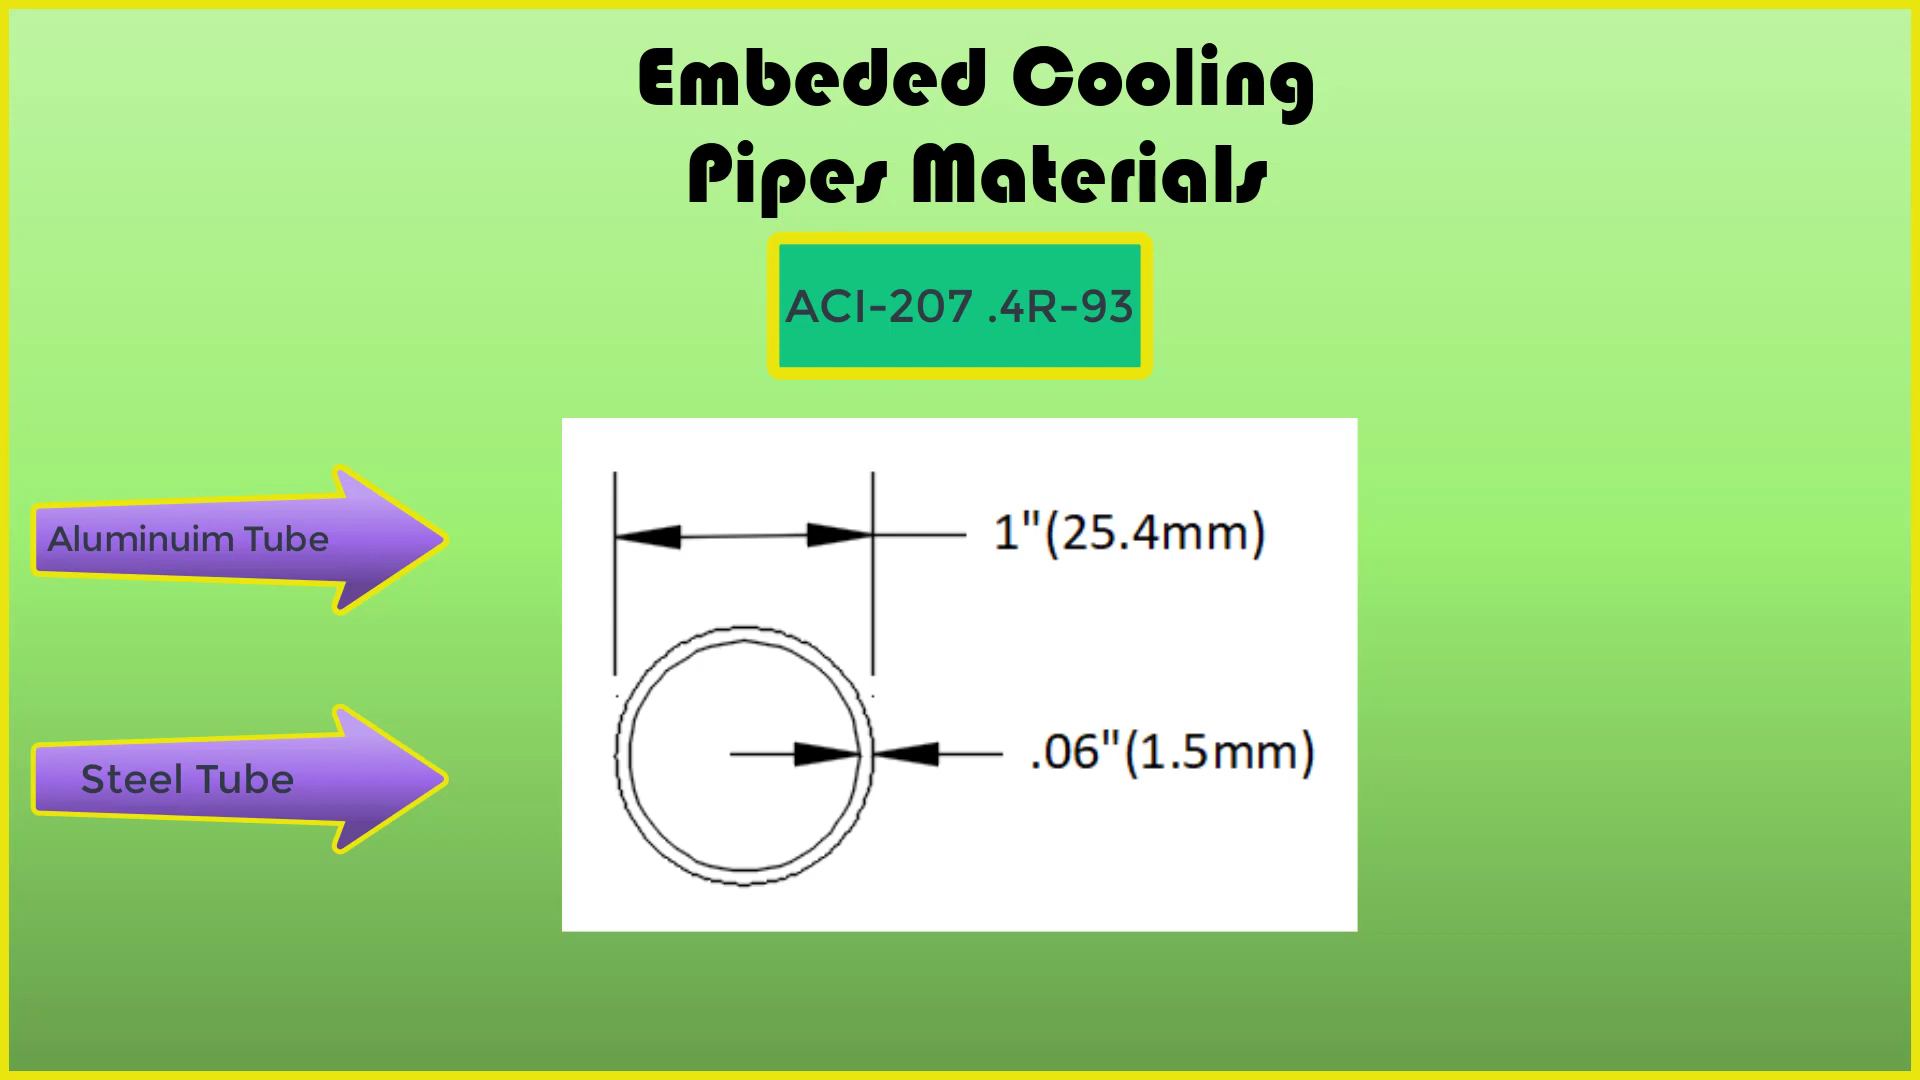 Embeded Cooling
Pipes Materials
ACI-207 .4R-93
Aluminuim Tube
1"(25.4mm)
Steel Tube
.06"(1.5mm)